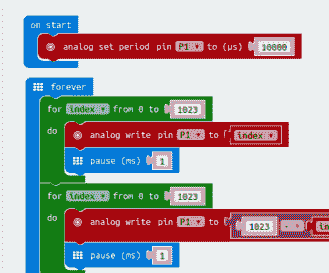 on start
analog set period pin P1 to (µs) 10000
forever
for index from 0 to 1023
do analog write pin P1 to index
pause (ms) 1
for index from 0 to 1023
do analog write pin P1 to 1023 -
pause (ms) 1